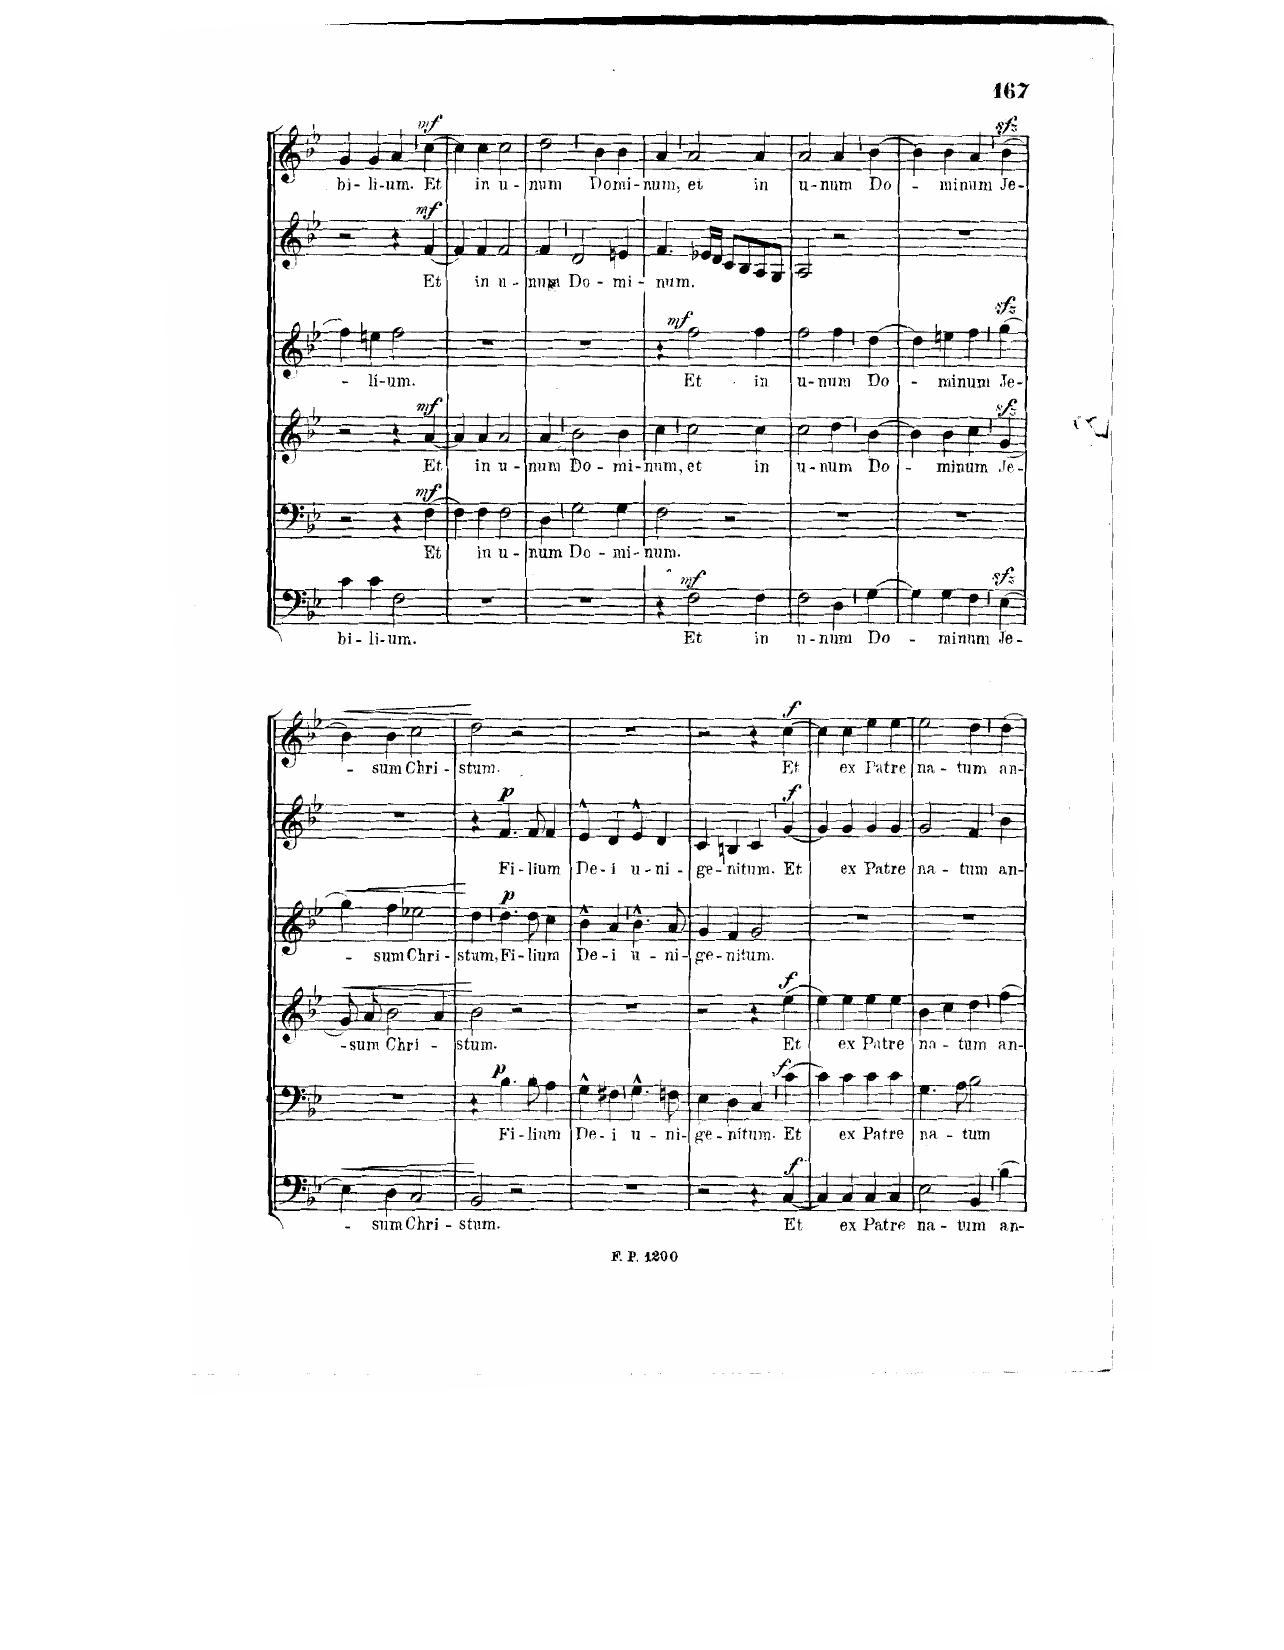 167
mf sf
bi - li-um. Et in u - num Domi-num, et in u-num Do - minum Je-
mf
Et in u - num Do - mi - num.
mf sf
- li-um. Et in u-num Do - minum Je-
mf sf
Et in u - num Do - mi-num, et in u-num Do - minum Je-
mf
Et in u - num Do - mi-num.
mf sf
bi - li-um. Et in u-num Do - minum Je-
f
- sum Chri - stum. Et ex Patre na - tum an-
p f
Fi-lium De-i u-ni-ge-nitum. Et ex Patre na - tum an-
p
- sum Chri - stum, Fi-lium De-i u - ni-ge-nitum.
f
-sum Chri - stum. Et ex Patre na - tum an-
p f
Fi-lium De-i u - ni-ge-nitum. Et ex Patre na - tum
f
- sum Chri - stum. Et ex Patre na - tum an-
F. P. 1200